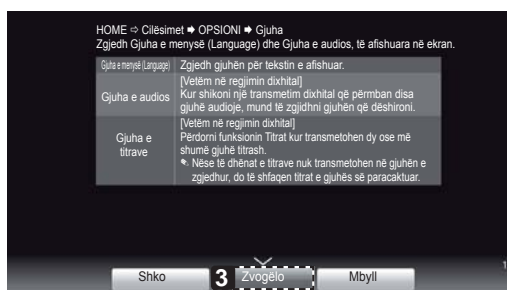 HOME ⇨ Cilësimet ➡ OPSIONI ➡ Gjuha
Zgjedh Gjuha e menysë (Language) dhe Gjuha e audios, të afishuara në ekran.
Gjuha e menysë (Language)
Zgjedh gjuhën për tekstin e afishuar.
Gjuha e audios
[Vetëm në regjimin dixhital]
Kur shikoni një transmetim dixhital që përmban disa
gjuhë audioje, mund të zgjidhni gjuhën që dëshironi.
Gjuha e
titrave
[Vetëm në regjimin dixhital]
Përdorni funksionin Titrat kur transmetohen dy ose më
shumë gjuhë titrash.
✎ Nëse të dhënat e titrave nuk transmetohen në gjuhën e
zgjedhur, do të shfaqen titrat e gjuhës së paracaktuar.
Shko
3
Zvogëlo
Mbyll
1